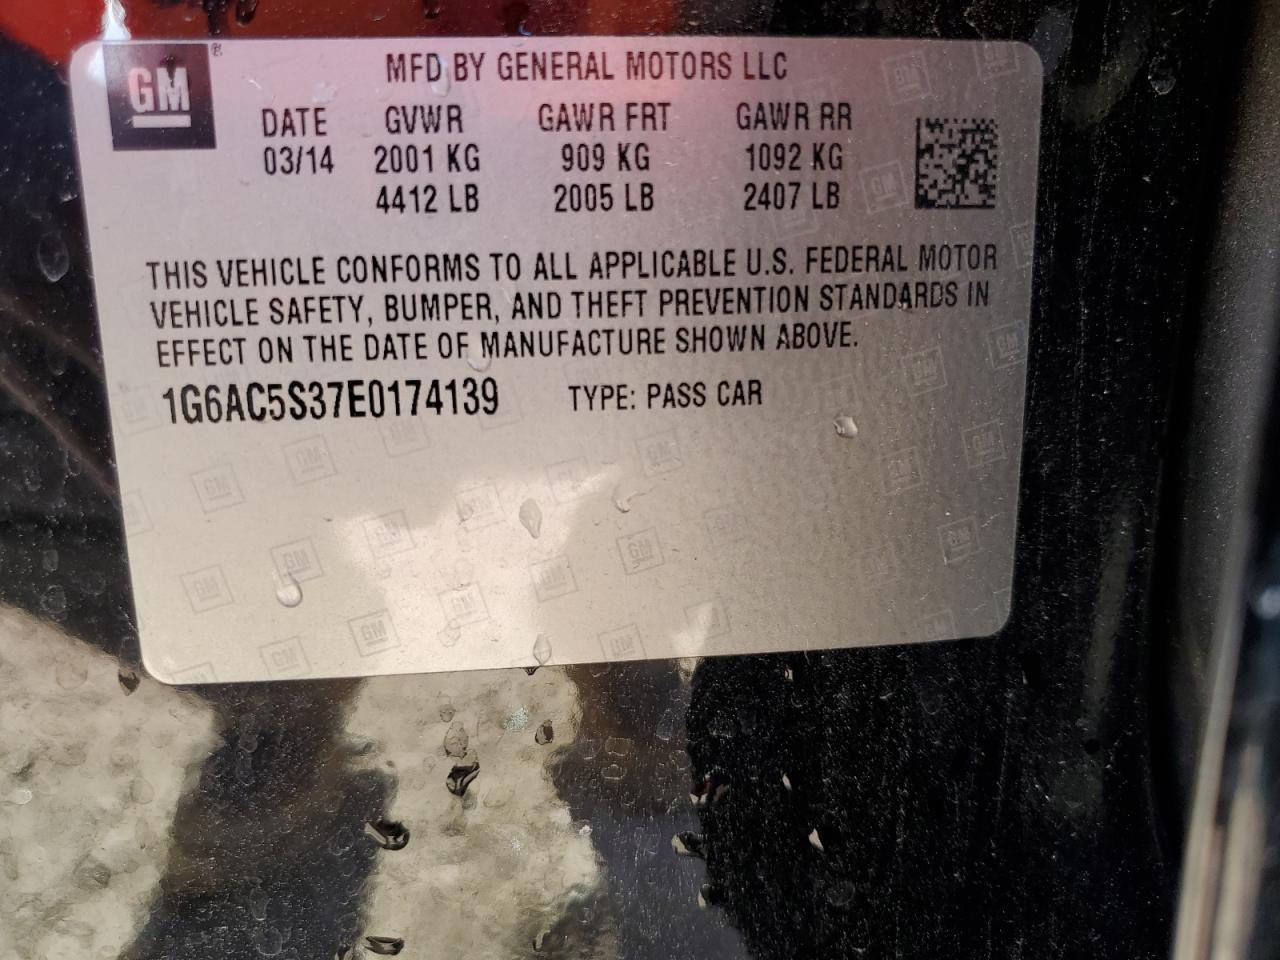 GM®
MFD BY GENERAL MOTORS LLC
DATE GVWR GAWR FRT GAWR RR
03/14 2001 KG 909 KG 1092 KG
4412 LB 2005 LB 2407 LB
THIS VEHICLE CONFORMS TO ALL APPLICABLE U.S. FEDERAL MOTOR
VEHICLE SAFETY, BUMPER, AND THEFT PREVENTION STANDARDS IN
EFFECT ON THE DATE OF MANUFACTURE SHOWN ABOVE.
1G6AC5S37E0174139 TYPE: PASS CAR